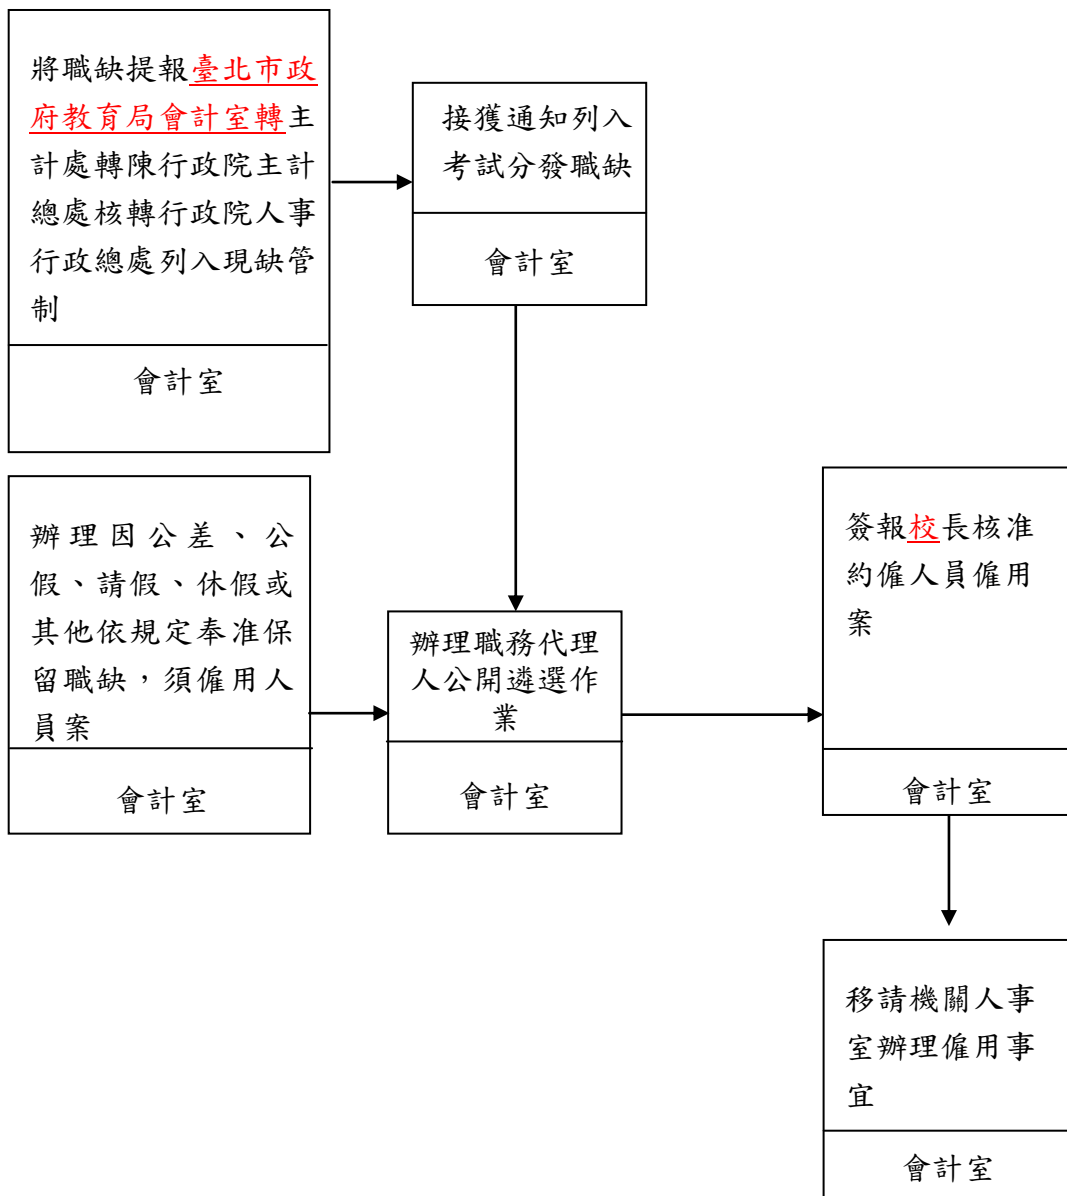 將職缺提報臺北市政
府教育局會計室轉主
計處轉陳行政院主計
總處核轉行政院人事
行政總處列入現缺管
制
會計室
接獲通知列入
考試分發職缺
會計室
辦理因公差、公
假、請假、休假或
其他依規定奉准保
留職缺，須僱用人
員案
會計室
辦理職務代理
人公開遴選作
業
會計室
簽報校長核准
約僱人員僱用
案
會計室
移請機關人事
室辦理僱用事
宜
會計室